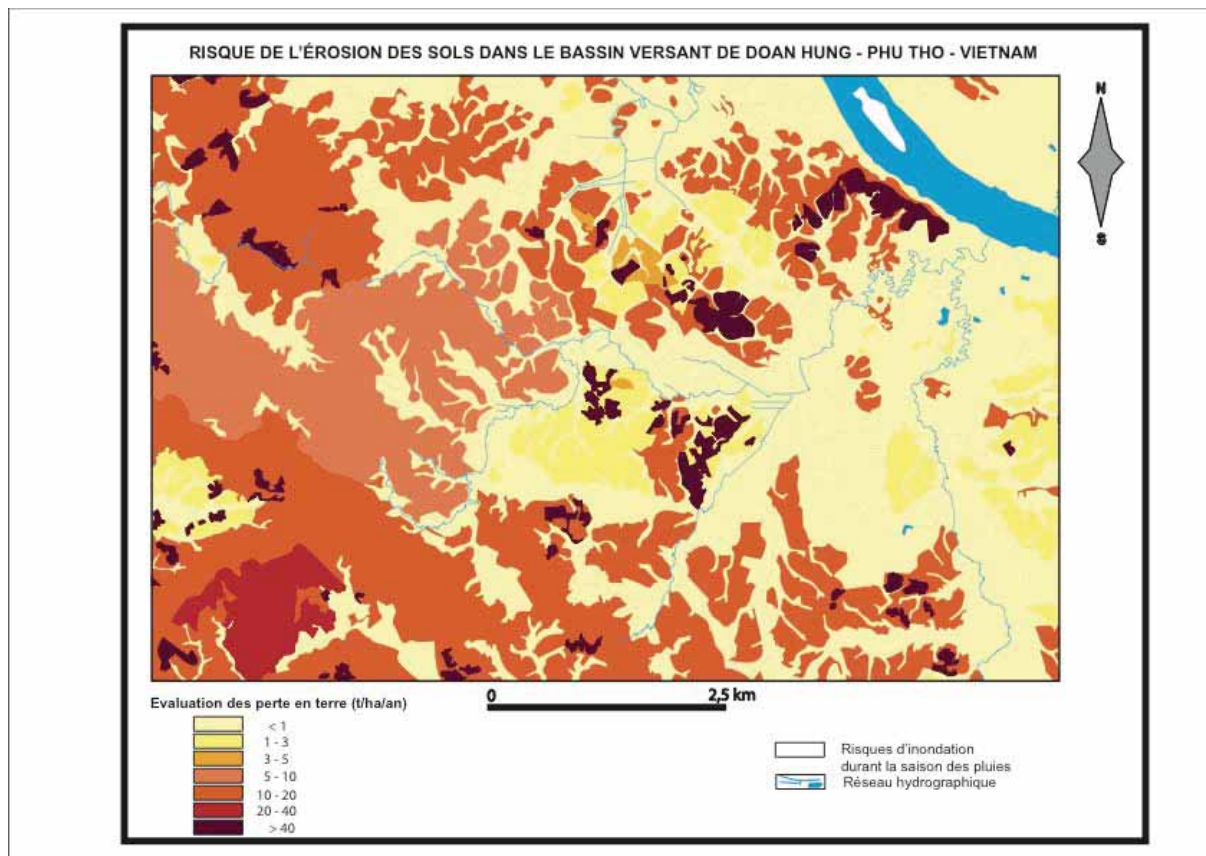 RISQUE DE L'ÉROSION DES SOLS DANS LE BASSIN VERSANT DE DOAN HUNG - PHU THO - VIETNAM
N
S
0 2,5 km
Evaluation des perte en terre (t/ha/an)
< 1
1 - 3
3 - 5
5 - 10
10 - 20
20 - 40
> 40
Risques d'inondation
durant la saison des pluies
Réseau hydrographique